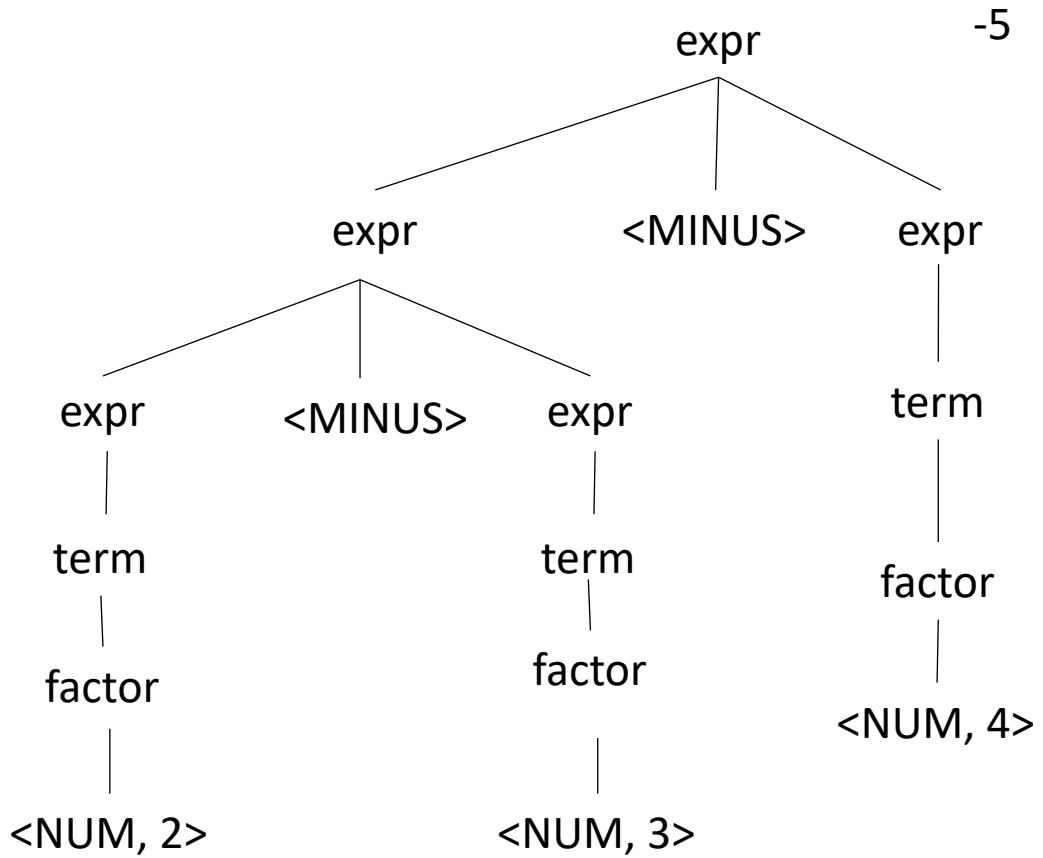 -5
expr
expr <MINUS> expr
expr <MINUS> expr term
term term factor
factor factor <NUM, 4>
<NUM, 2> <NUM, 3>